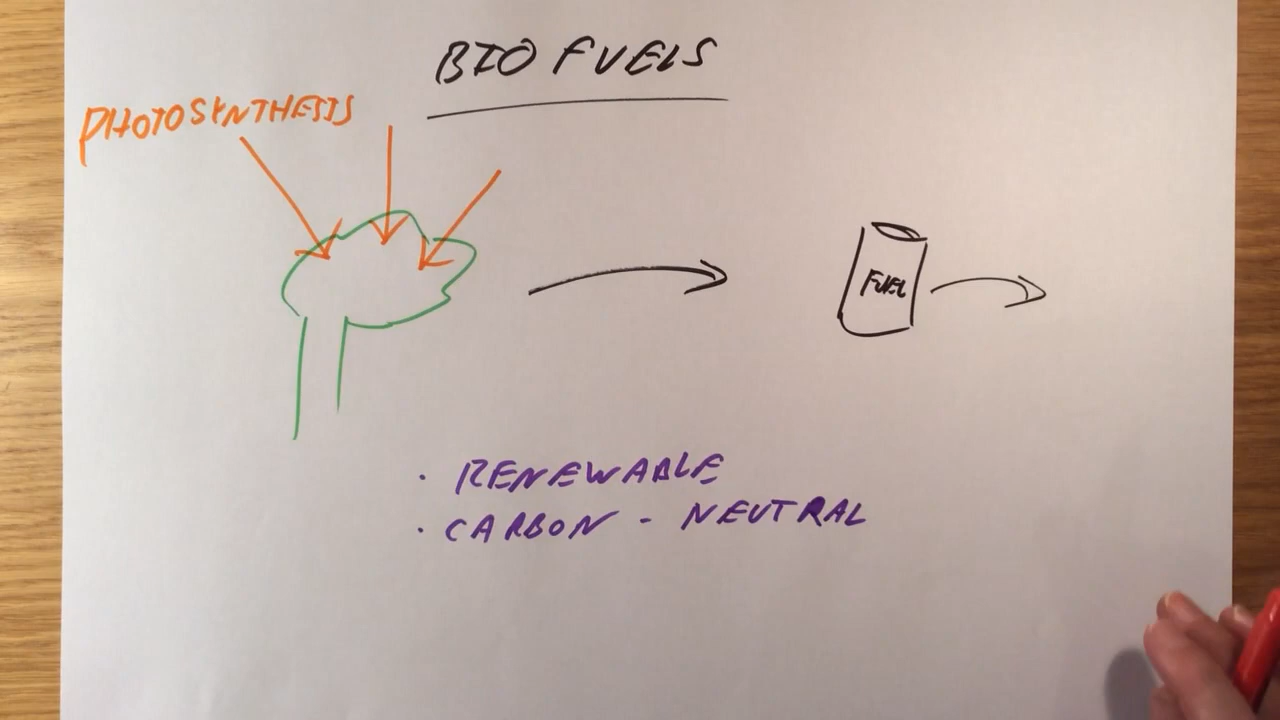 BIO FUELS
PHOTOSYNTHESIS
FUEL
· RENEWABLE
· CARBON - NEUTRAL